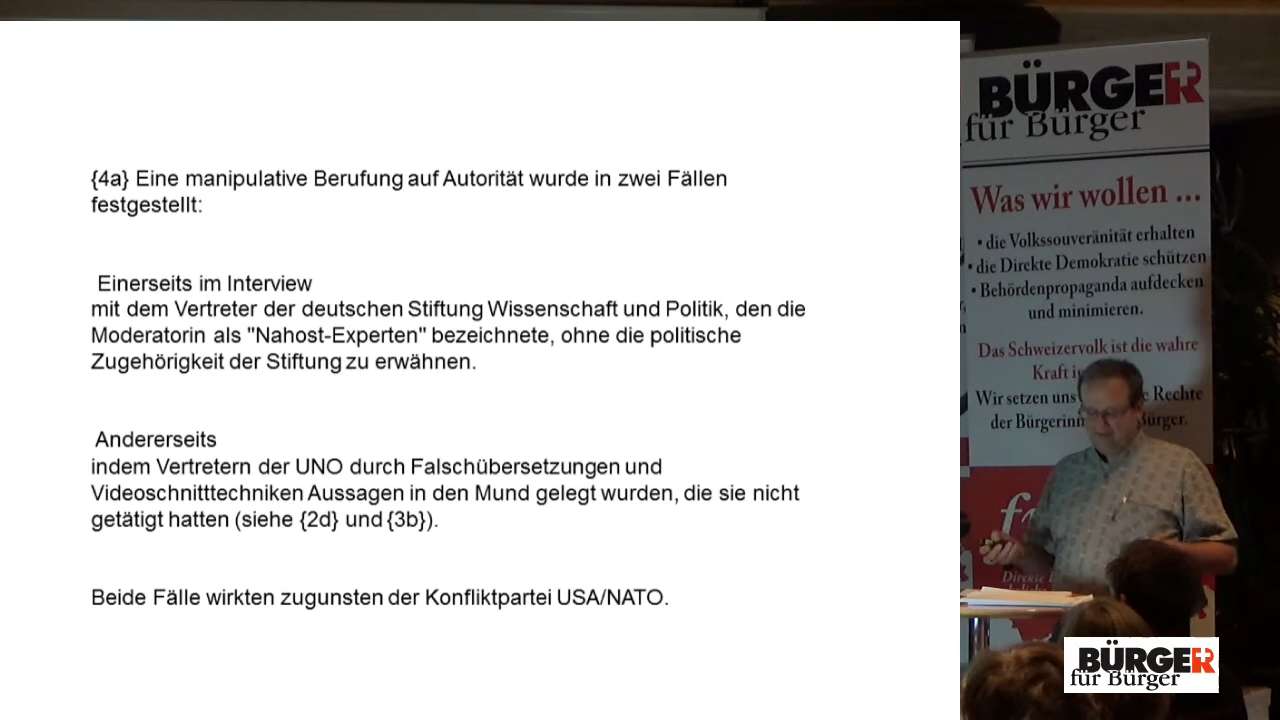 {4a} Eine manipulative Berufung auf Autorität wurde in zwei Fällen
festgestellt:
Einerseits im Interview
mit dem Vertreter der deutschen Stiftung Wissenschaft und Politik, den die
Moderatorin als "Nahost-Experten" bezeichnete, ohne die politische
Zugehörigkeit der Stiftung zu erwähnen.
Andererseits
indem Vertretern der UNO durch Falschübersetzungen und
Videoschnitttechniken Aussagen in den Mund gelegt wurden, die sie nicht
getätigt hatten (siehe {2d} und {3b}).
Beide Fälle wirkten zugunsten der Konfliktpartei USA/NATO.
BÜRGER
für Bürger
Was wir wollen ...
• die Volkssouveränität erhalten
• die Direkte Demokratie schützen
• Behördenpropaganda aufdecken
und minimieren.
Das Schweizervolk ist die wahre
Kraft
Wir setzen uns Rechte
der Bürger.
BÜRGER
für Bürger